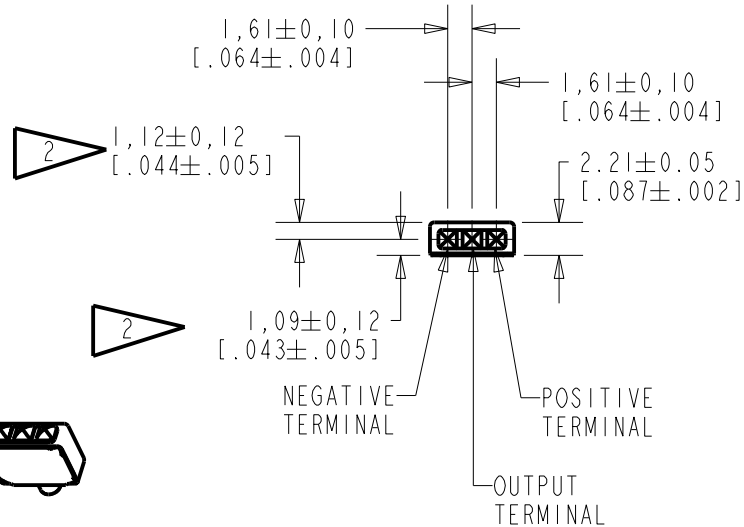 1,61±0,10
[.064±.004]
1,61±0,10
[.064±.004]
2
1,12±0,12
[.044±.005]
2.21±0.05
[.087±.002]
2
1,09±0,12
[.043±.005]
NEGATIVE
TERMINAL
POSITIVE
TERMINAL
OUTPUT
TERMINAL